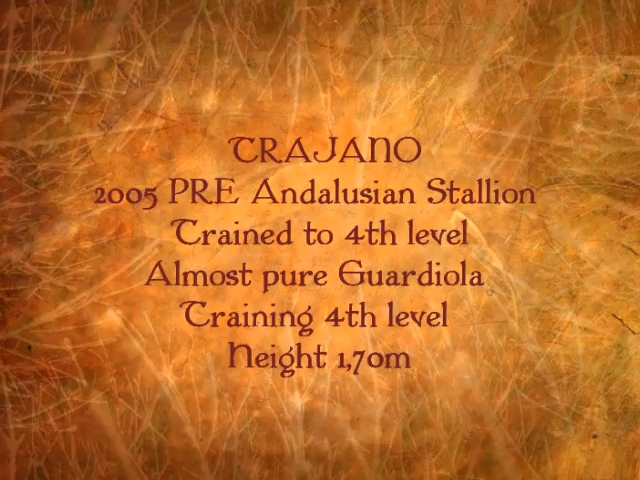 TRAJANO
2005 PRE Andalusian Stallion
Trained to 4th level
Almost pure Guardiola
Training 4th level
Height 1,70m